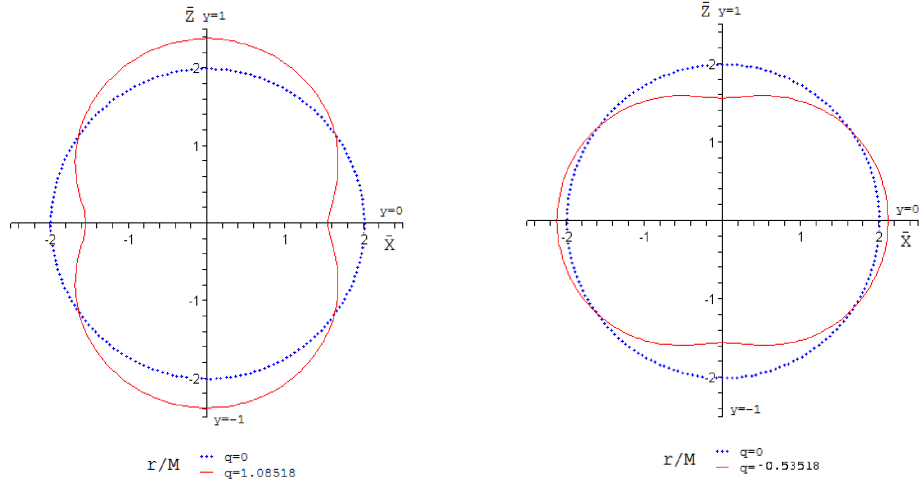 Z̄ y=1
2
1
y=0
-2 -1 1 2
X̄
-1
-2
y=-1
r/M
q=0
q=1.08518
Z̄ y=1
2
1
y=0
-2 -1 1 2
X̄
-1
-2
y=-1
r/M
q=0
q=-0.53518